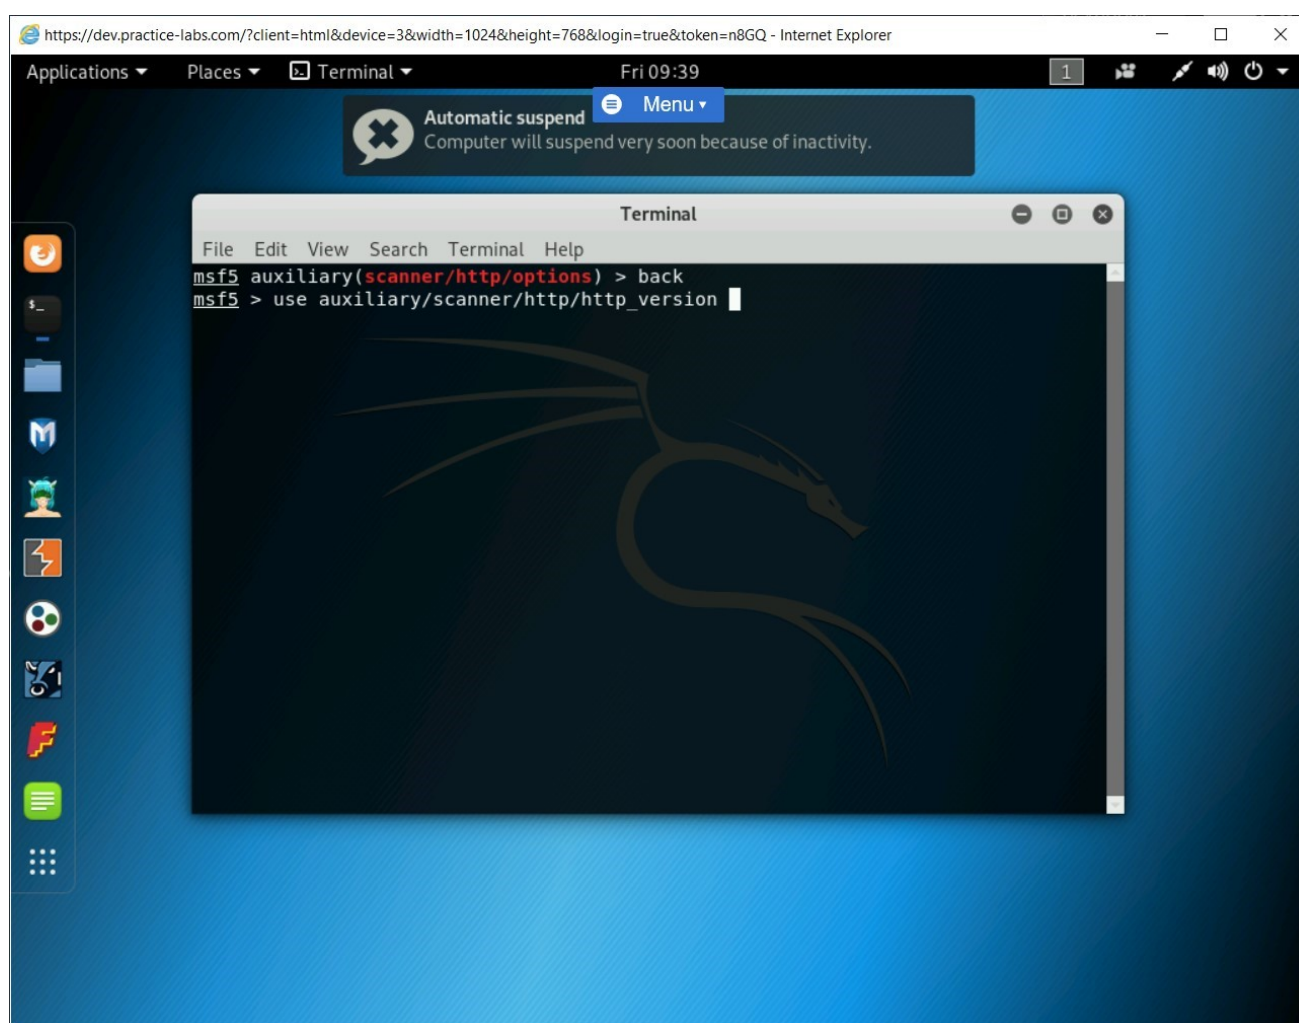 https://dev.practice-labs.com/?client=html&device=3&width=1024&height=768&login=true&token=n8GQ - Internet Explorer
Applications Places Terminal Fri 09:39 1
Menu
Automatic suspend
Computer will suspend very soon because of inactivity.
Terminal
File Edit View Search Terminal Help
msf5 auxiliary(scanner/http/options) > back
msf5 > use auxiliary/scanner/http/http_version